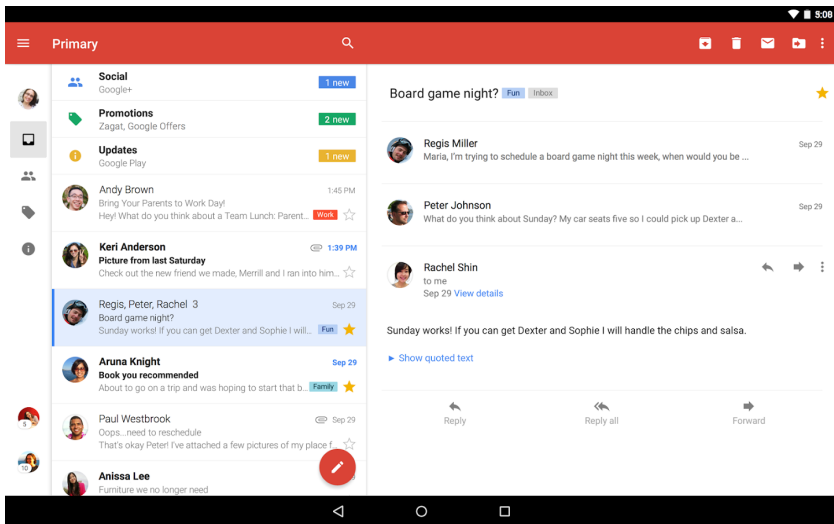 5:00
Primary
Social
Google+
1 new
Promotions
Zagat, Google Offers
2 new
Updates
Google Play
1 new
Andy Brown
1:45 PM
Bring Your Parents to Work Day!
Hey! What do you think about a Team Lunch: Parent...
Work
Keri Anderson
1:39 PM
Picture from last Saturday
Check out the new friend we made, Merrill and I ran into him...
Regis, Peter, Rachel 3
Sep 29
Board game night?
Sunday works! If you can get Dexter and Sophie I will...
Fun
Aruna Knight
Sep 29
Book you recommended
About to go on a trip and was hoping to start that b...
Family
Paul Westbrook
Sep 29
Oops...need to reschedule
That's okay Peter! I've attached a few pictures of my place f...
Anissa Lee
Furniture we no longer need
5
10
Board game night?
Fun
Inbox
Regis Miller
Sep 29
Maria, I'm trying to schedule a board game night this week, when would you be ...
Peter Johnson
Sep 29
What do you think about Sunday? My car seats five so I could pick up Dexter a...
Rachel Shin
to me
Sep 29 View details
Sunday works! If you can get Dexter and Sophie I will handle the chips and salsa.
► Show quoted text
Reply
Reply all
Forward